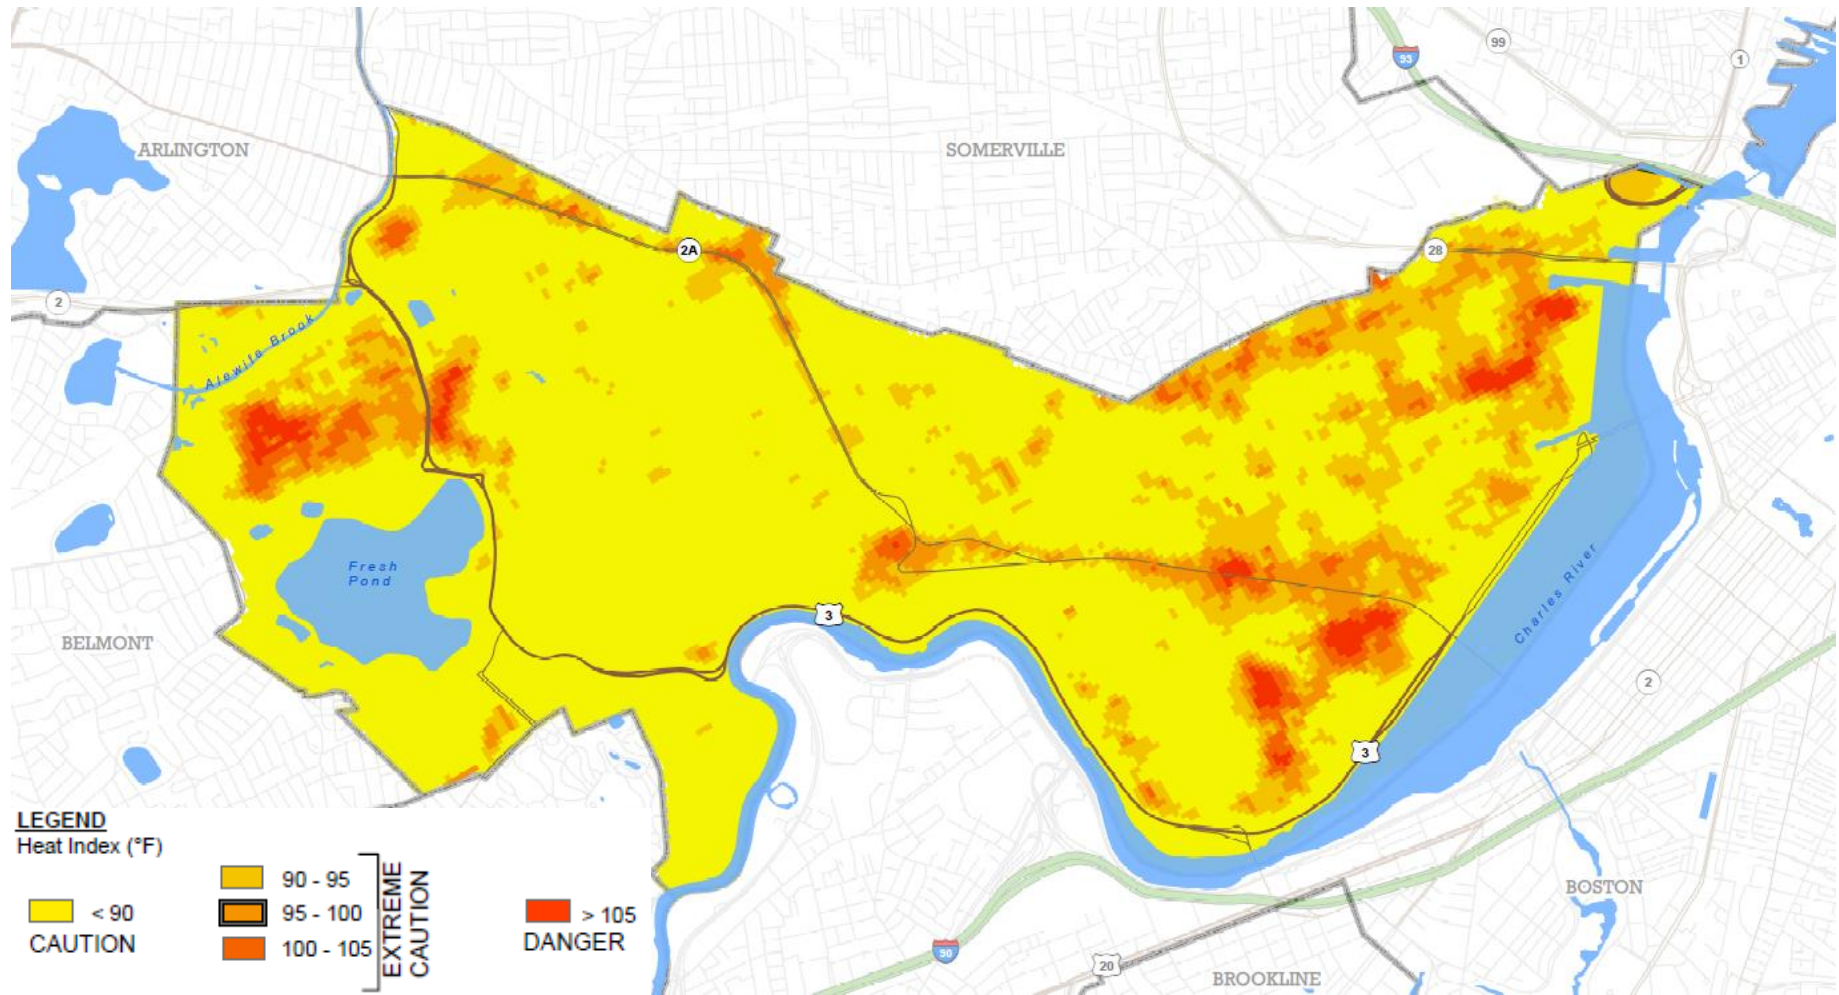 93
99
1
ARLINGTON
SOMERVILLE
2A
28
2
Alewife Brook
Fresh
Pond
Charles River
3
BELMONT
2
3
LEGEND
Heat Index (°F)
< 90
CAUTION
90 - 95
95 - 100
100 - 105
EXTREME
CAUTION
> 105
DANGER
BOSTON
90
20
BROOKLINE